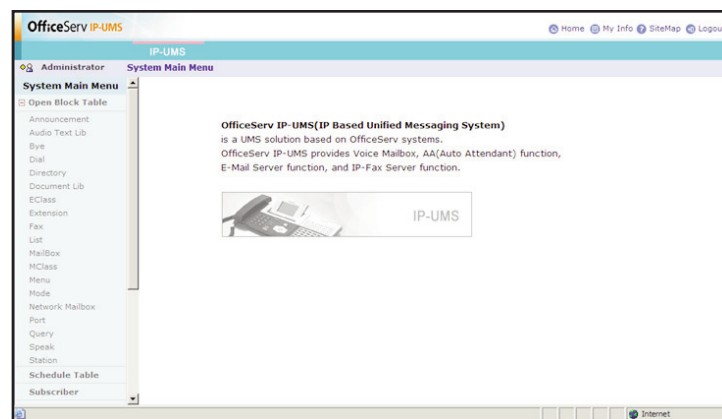 OfficeServ IP-UMS
Home My Info SiteMap Logou
IP-UMS
Administrator
System Main Menu
System Main Menu
Open Block Table
Announcement
Audio Text Lib
Bye
Dial
Directory
Document Lib
EClass
Extension
Fax
List
MailBox
MClass
Menu
Mode
Network Mailbox
Port
Query
Speak
Station
Schedule Table
Subscriber
OfficeServ IP-UMS(IP Based Unified Messaging System)
is a UMS solution based on OfficeServ systems.
OfficeServ IP-UMS provides Voice Mailbox, AA(Auto Attendant) function,
E-Mail Server function, and IP-Fax Server function.
IP-UMS
Internet